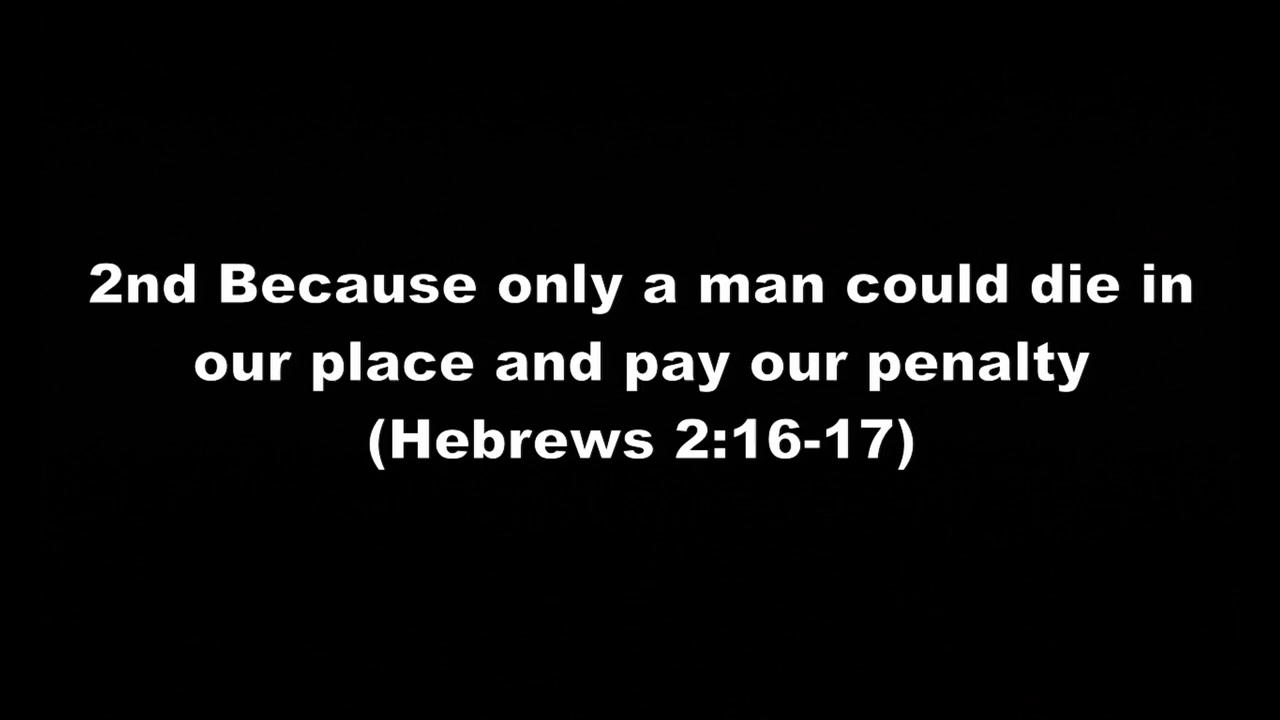 2nd Because only a man could die in
our place and pay our penalty
(Hebrews 2:16-17)